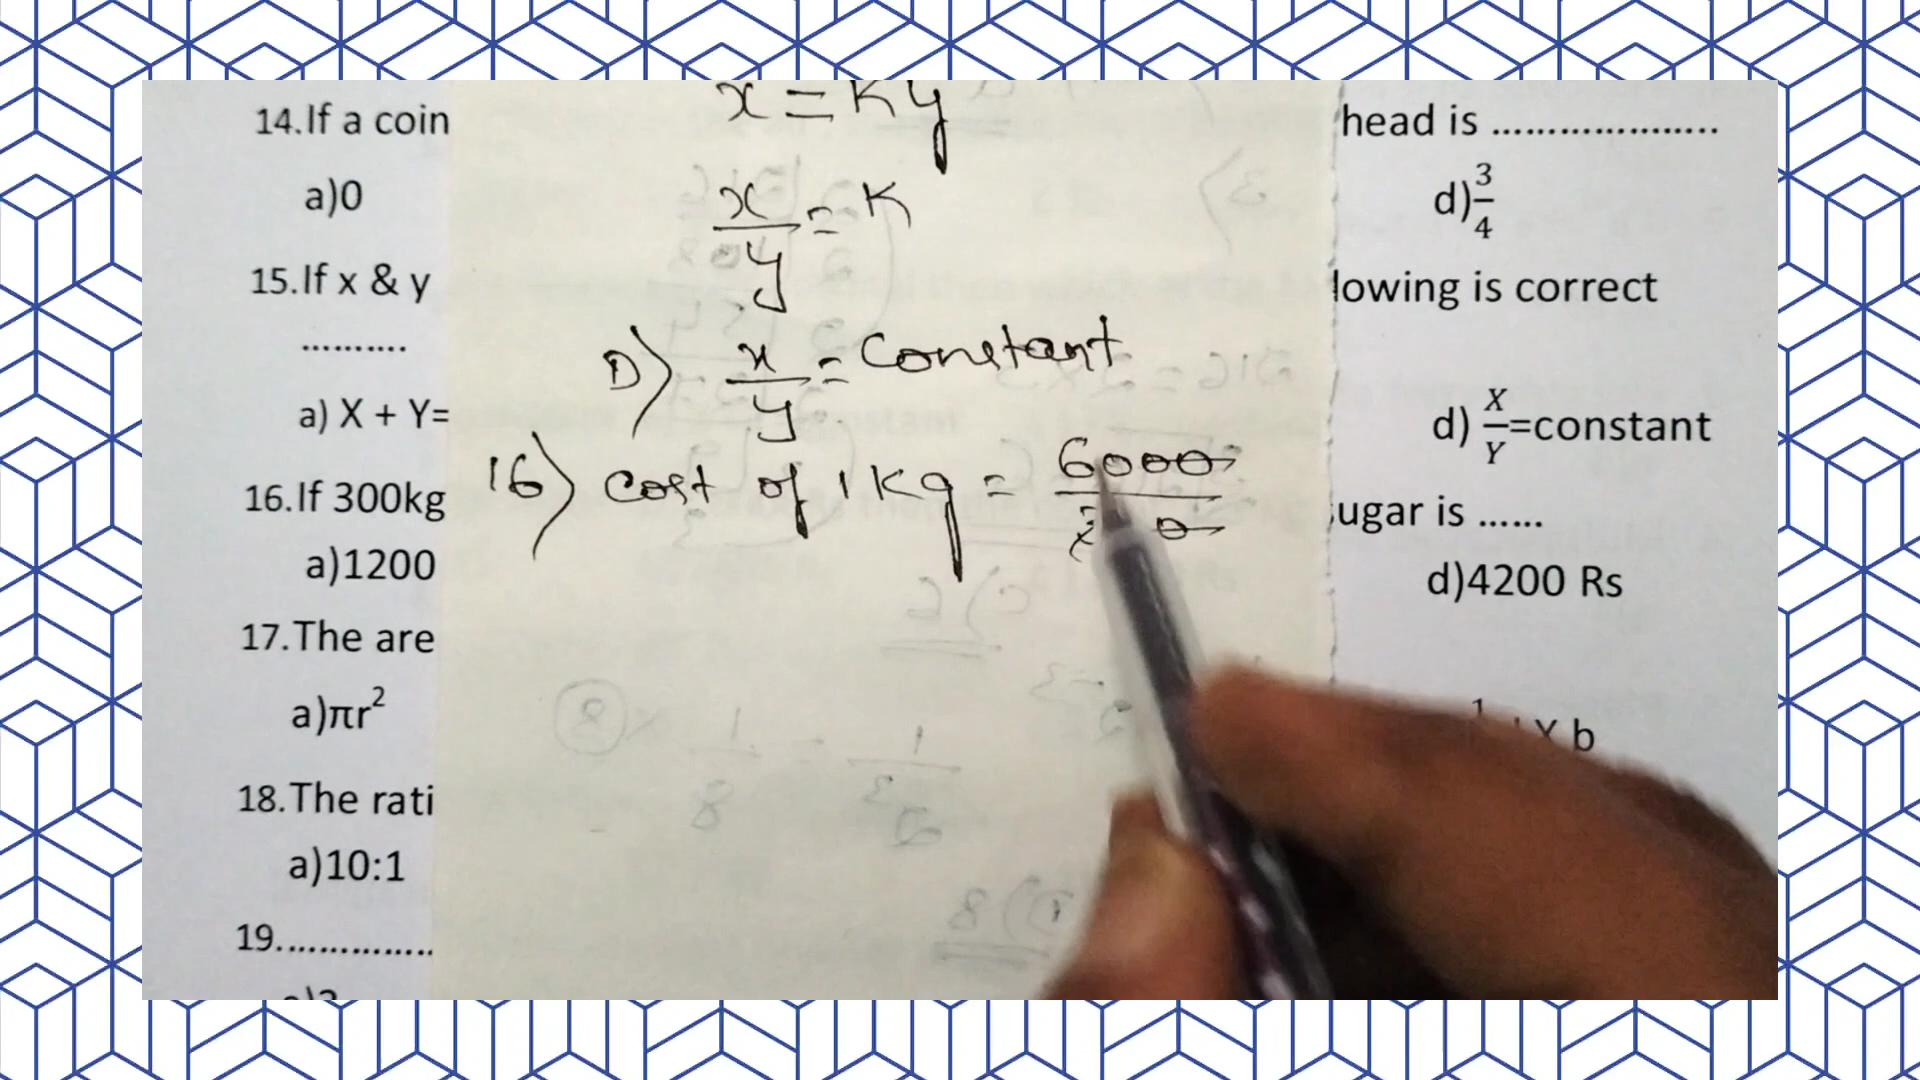 x = Ky
14.If a coin
head is ....................
x/y = K
a)0
d) 3/4
15.If x & y
lowing is correct
..........
D) x/y = constant
a) X + Y=
d) X/Y=constant
16) cost of 1 Kg = 6000
16.If 300kg
ugar is ......
a)1200
d)4200 Rs
17.The are
a)πr²
X b
18.The rati
a)10:1
19...............